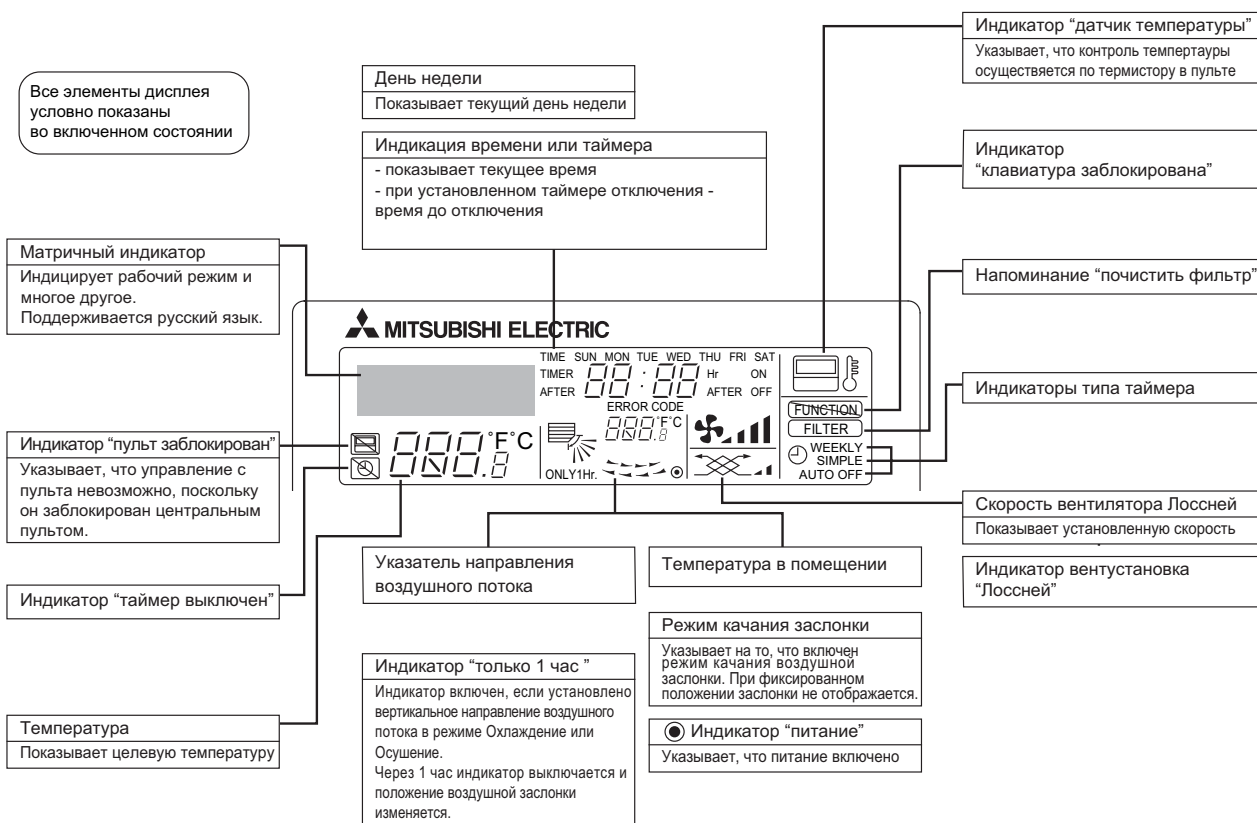 Все элементы дисплея
условно показаны
во включенном состоянии
День недели
Показывает текущий день недели
Индикация времени или таймера
- показывает текущее время
- при установленном таймере отключения -
время до отключения
Индикатор “датчик температуры”
Указывает, что контроль темпертауры
осуществяется по термистору в пульте
Индикатор
“клавиатура заблокирована”
Напоминание “почистить фильтр”
Индикаторы типа таймера
Скорость вентилятора Лоссней
Показывает установленную скорость
Индикатор вентустановка
“Лоссней”
Матричный индикатор
Индицирует рабочий режим и
многое другое.
Поддерживается русский язык.
Индикатор “пульт заблокирован”
Указывает, что управление с
пульта невозможно, поскольку
он заблокирован центральным
пультом.
Индикатор “таймер выключен”
Температура
Показывает целевую температуру
MITSUBISHI ELECTRIC
TIME SUN MON TUE WED THU FRI SAT
TIMER 88:88 Hr ON
AFTER AFTER OFF
ERROR CODE
888.8 °F°C
888.8 °F°C
ONLY1Hr.
FUNCTION
FILTER
WEEKLY
SIMPLE
AUTO OFF
Указатель направления
воздушного потока
Температура в помещении
Режим качания заслонки
Указывает на то, что включен
режим качания воздушной
заслонки. При фиксированном
положении заслонки не отображается.
Индикатор “только 1 час ”
Индикатор включен, если установлено
вертикальное направление воздушного
потока в режиме Охлаждение или
Осушение.
Через 1 час индикатор выключается и
положение воздушной заслонки
изменяется.
Индикатор “питание”
Указывает, что питание включено